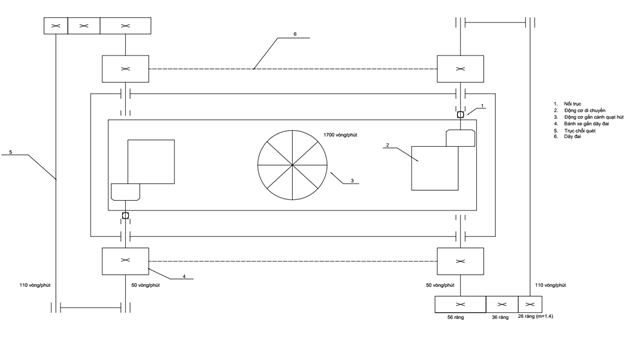 6
1
1. Nối trục
2. Động cơ di chuyển
3. Động cơ gắn cánh quạt hút
4. Bánh xe gắn dây đai
5. Trục chổi quét
6. Dây đai
1700 vòng/phút
2
5
3
4
110 vòng/phút
50 vòng/phút
50 vòng/phút
110 vòng/phút
56 răng
36 răng
26 răng (m=1.4)